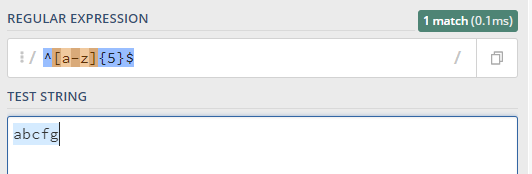 REGULAR EXPRESSION 1 match (0.1ms)
/ ^[a-z]{5}$ /
TEST STRING
abcfg